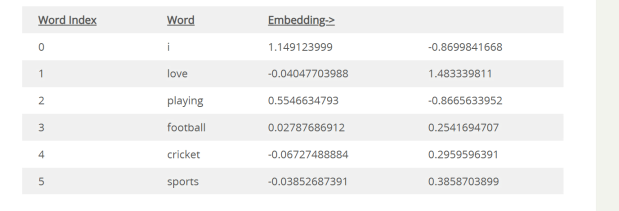 Word Index Word Embedding->
0 i 1.149123999 -0.8699841668
1 love -0.04047703988 1.483339811
2 playing 0.5546634793 -0.8665633952
3 football 0.02787686912 0.2541694707
4 cricket -0.06727488884 0.2959596391
5 sports -0.03852687391 0.3858703899